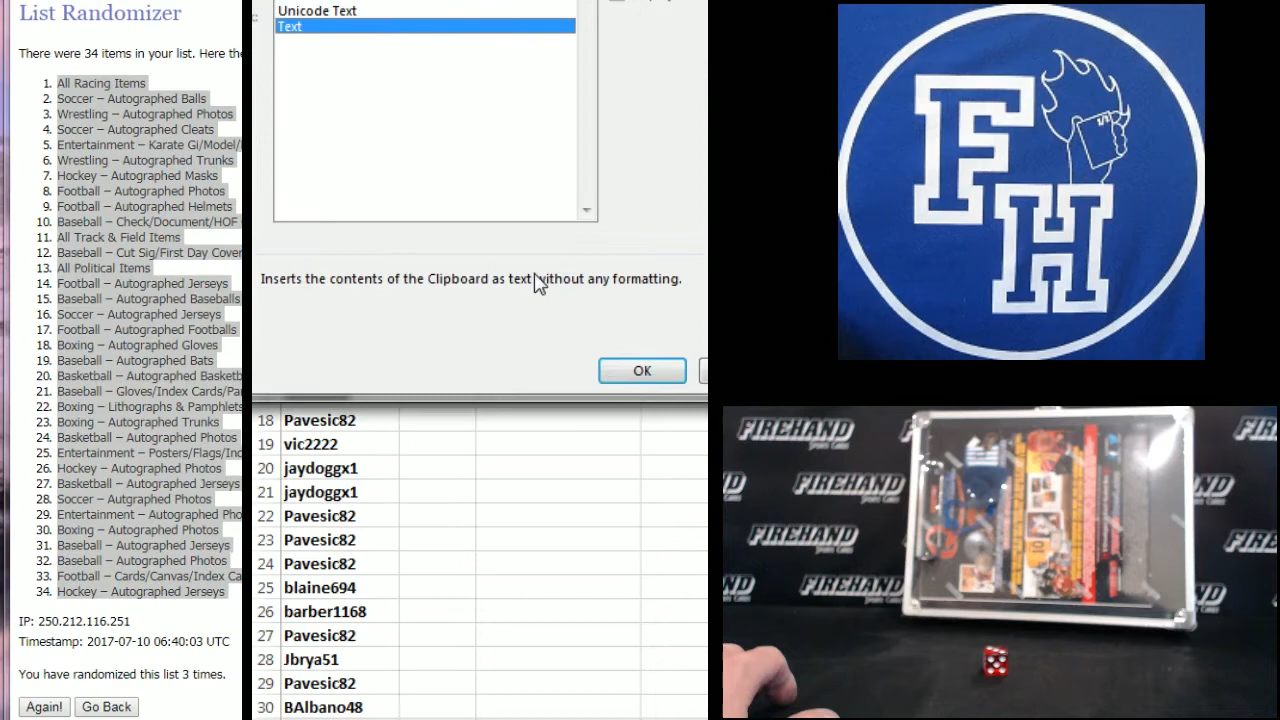 List Randomizer
There were 34 items in your list. Here the
1. All Racing Items
2. Soccer – Autographed Balls
3. Wrestling – Autographed Photos
4. Soccer – Autographed Cleats
5. Entertainment – Karate Gi/Model/
6. Wrestling – Autographed Trunks
7. Hockey – Autographed Masks
8. Football – Autographed Photos
9. Football – Autographed Helmets
10. Baseball – Check/Document/HOF
11. All Track & Field Items
12. Baseball – Cut Sig/First Day Cover
13. All Political Items
14. Football – Autographed Jerseys
15. Baseball – Autographed Baseballs
16. Soccer – Autographed Jerseys
17. Football – Autographed Footballs
18. Boxing – Autographed Gloves
19. Baseball – Autographed Bats
20. Basketball – Autographed Basketb
21. Baseball – Gloves/Index Cards/Pa
22. Boxing – Lithographs & Pamphlets
23. Boxing – Autographed Trunks
24. Basketball – Autographed Photos
25. Entertainment – Posters/Flags/Ind
26. Hockey – Autographed Photos
27. Basketball – Autographed Jerseys
28. Soccer – Autgraphed Photos
29. Entertainment – Autographed Pho
30. Boxing – Autographed Photos
31. Baseball – Autographed Jerseys
32. Baseball – Autographed Photos
33. Football – Cards/Canvas/Index Ca
34. Hockey – Autographed Jerseys
IP: 250.212.116.251
Timestamp: 2017-07-10 06:40:03 UTC
You have randomized this list 3 times.
Again! Go Back
Unicode Text
Text
Inserts the contents of the Clipboard as text without any formatting.
OK
18 Pavesic82
19 vic2222
20 jaydoggx1
21 jaydoggx1
22 Pavesic82
23 Pavesic82
24 Pavesic82
25 blaine694
26 barber1168
27 Pavesic82
28 Jbrya51
29 Pavesic82
30 BAlbano48
FH
1/1
FIREHAND
FIREHAND
FIREHAND
FIREHAND